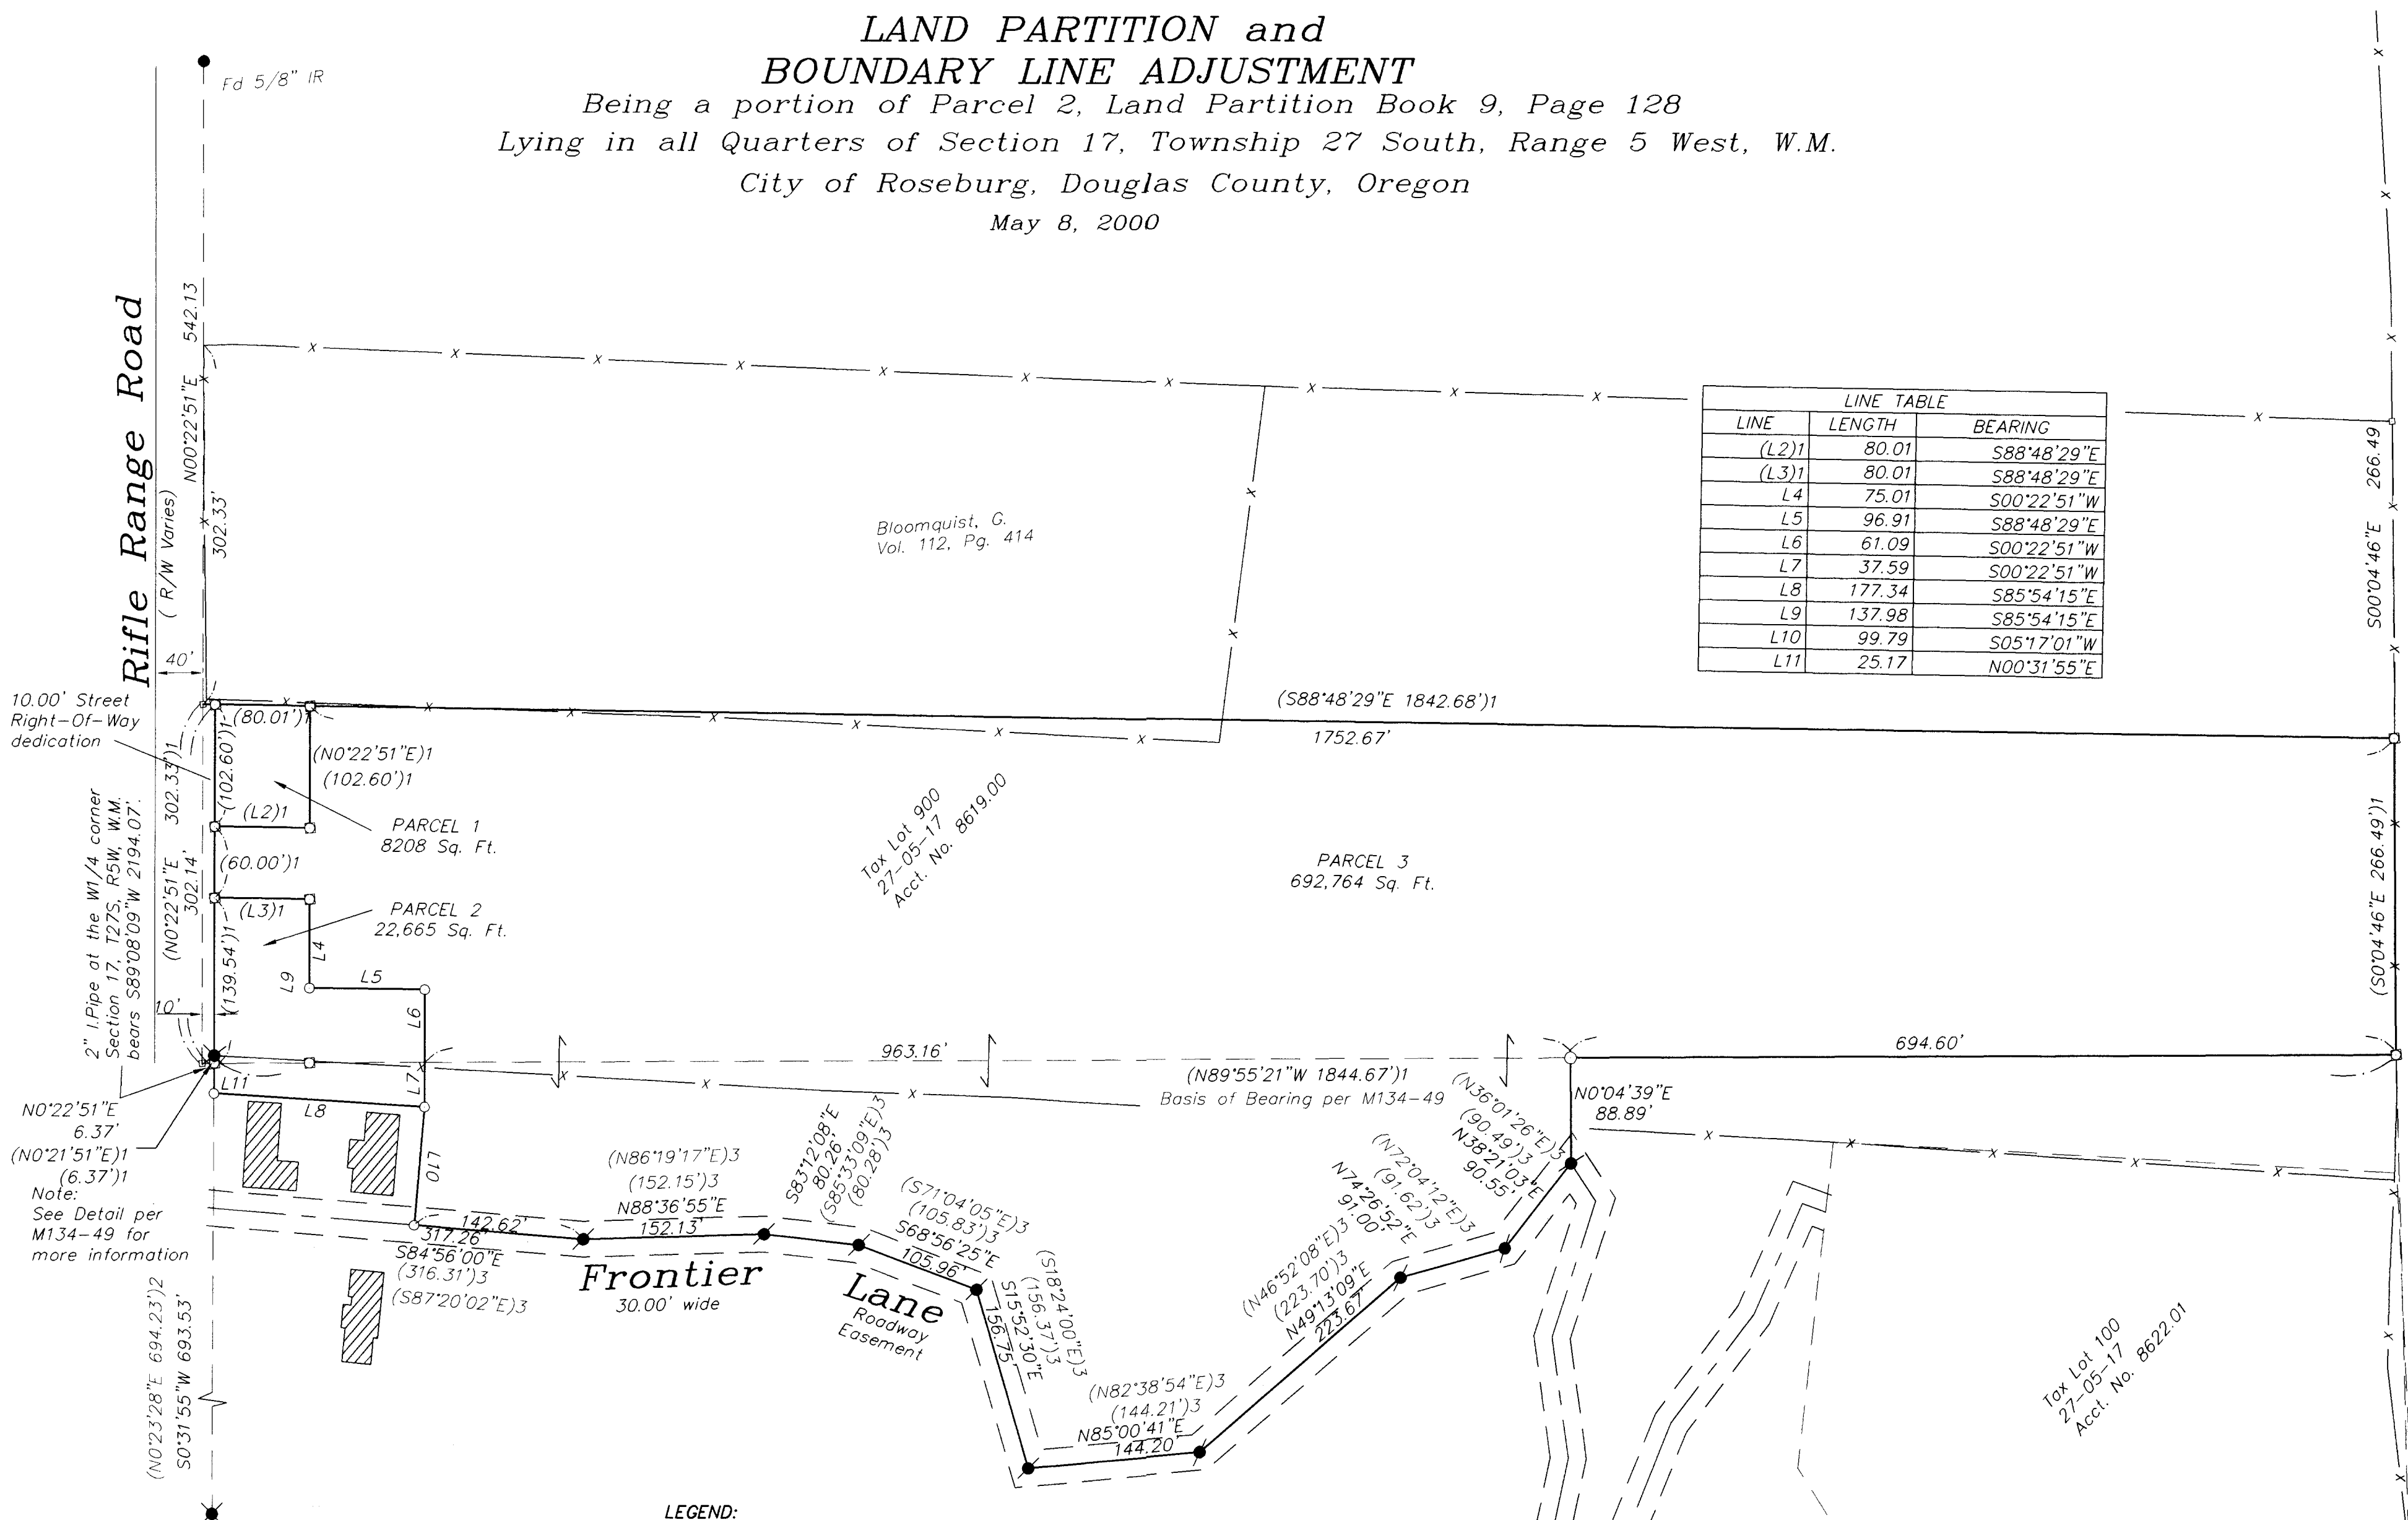 LAND PARTITION and
BOUNDARY LINE ADJUSTMENT
Being a portion of Parcel 2, Land Partition Book 9, Page 128
Lying in all Quarters of Section 17, Township 27 South, Range 5 West, W.M.
City of Roseburg, Douglas County, Oregon
May 8, 2000
Fd 5/8" IR
Rifle Range Road
( R/W Varies)
N00°22'51"E 542.13
302.33'
40'
Bloomquist, G.
Vol. 112, Pg. 414
LINE TABLE
LINE LENGTH BEARING
(L2)1 80.01 S88°48'29"E
(L3)1 80.01 S88°48'29"E
L4 75.01 S00°22'51"W
L5 96.91 S88°48'29"E
L6 61.09 S00°22'51"W
L7 37.59 S00°22'51"W
L8 177.34 S85°54'15"E
L9 137.98 S85°54'15"E
L10 99.79 S05°17'01"W
L11 25.17 N00°31'55"E
S00°04'46"E 266.49
10.00' Street
Right-Of-Way
dedication
(80.01')1
(S88°48'29"E 1842.68')1
1752.67'
(N0°22'51"E)1
(102.60')1
(102.60')1
(L2)1
PARCEL 1
8208 Sq. Ft.
(60.00')1
(L3)1
PARCEL 2
22,665 Sq. Ft.
(139.54')1
(N0°22'51"E 302.33')1
302.14'
2" I.Pipe at the W1/4 corner
Section 17, T27S, R5W, W.M.
bears S89°08'09"W 2194.07'.
L4
L9
L5
L6
10'
Tax Lot 900
27-05-17
Acct. No. 8619.00
PARCEL 3
692,764 Sq. Ft.
(S0°04'46"E 266.49')1
963.16'
694.60'
(N89°55'21"W 1844.67')1
Basis of Bearing per M134-49
L11
L7
L8
L10
N0°22'51"E
6.37'
(N0°21'51"E)1
(6.37')1
Note:
See Detail per
M134-49 for
more information
(N0°23'28"E 694.23')2
S0°31'55"W 693.53'
142.62'
317.26'
S84°56'00"E
(316.31')3
(S87°20'02"E)3
(N86°19'17"E)3
(152.15')3
N88°36'55"E
152.13'
Frontier
30.00' wide
Lane
Roadway
Easement
S83°12'08"E
80.26'
(S85°33'09"E)3
(80.28')3
(S71°04'05"E)3
(105.83')3
S68°56'25"E
105.96'
(S18°24'00"E)3
(156.37')3
S15°52'30"E
156.75'
(N82°38'54"E)3
(144.21')3
N85°00'41"E
144.20'
(N46°52'08"E)3
(223.70')3
N49°13'09"E
223.67'
(N72°04'12"E)3
(91.62')3
N74°26'52"E
91.00'
(N36°01'26"E)3
(90.49')3
N38°21'03"E
90.55'
N0°04'39"E
88.89'
Tax Lot 100
27-05-17
Acct. No. 8622.01
LEGEND: